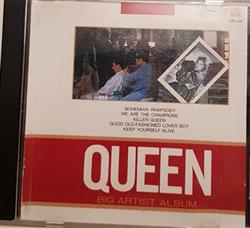 BOHEMIAN RHAPSODY
WE ARE THE CHAMPIONS
KILLER QUEEN
GOOD OLD-FASHIONED LOVER BOY
KEEP YOURSELF ALIVE
QUEEN
BIG ARTIST ALBUM